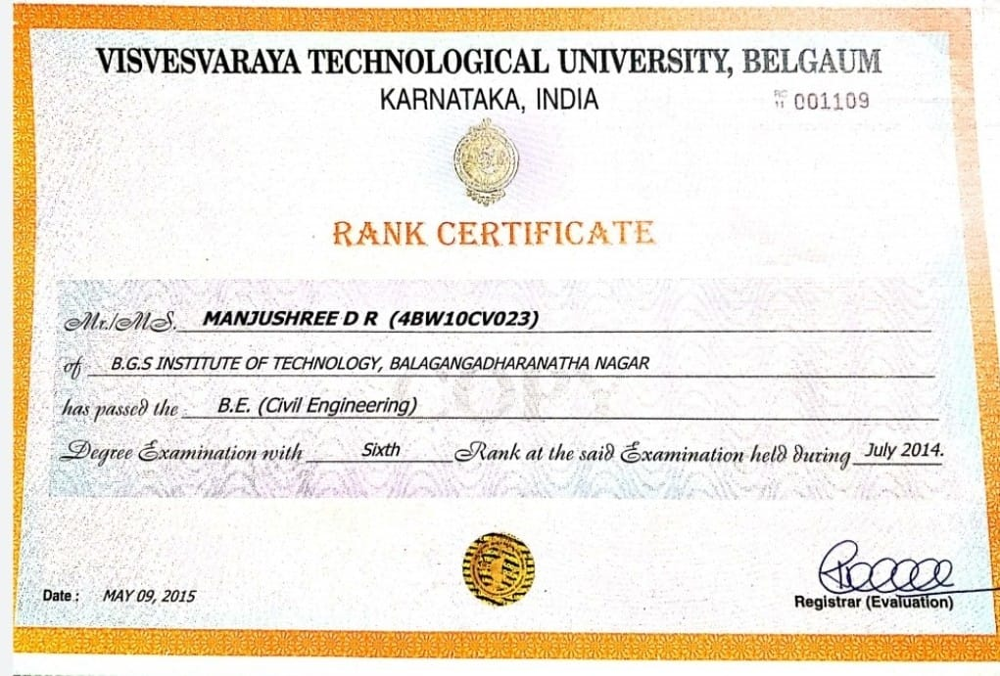 VISVESVARAYA TECHNOLOGICAL UNIVERSITY, BELGAUM
KARNATAKA, INDIA
001109
RANK CERTIFICATE
Mr./MS. MANJUSHREE D R (4BW10CV023)
of B.G.S INSTITUTE OF TECHNOLOGY, BALAGANGADHARANATHA NAGAR
has passed the B.E. (Civil Engineering)
Degree Examination with Sixth Rank at the said Examination held during July 2014.
Date : MAY 09, 2015
Registrar (Evaluation)